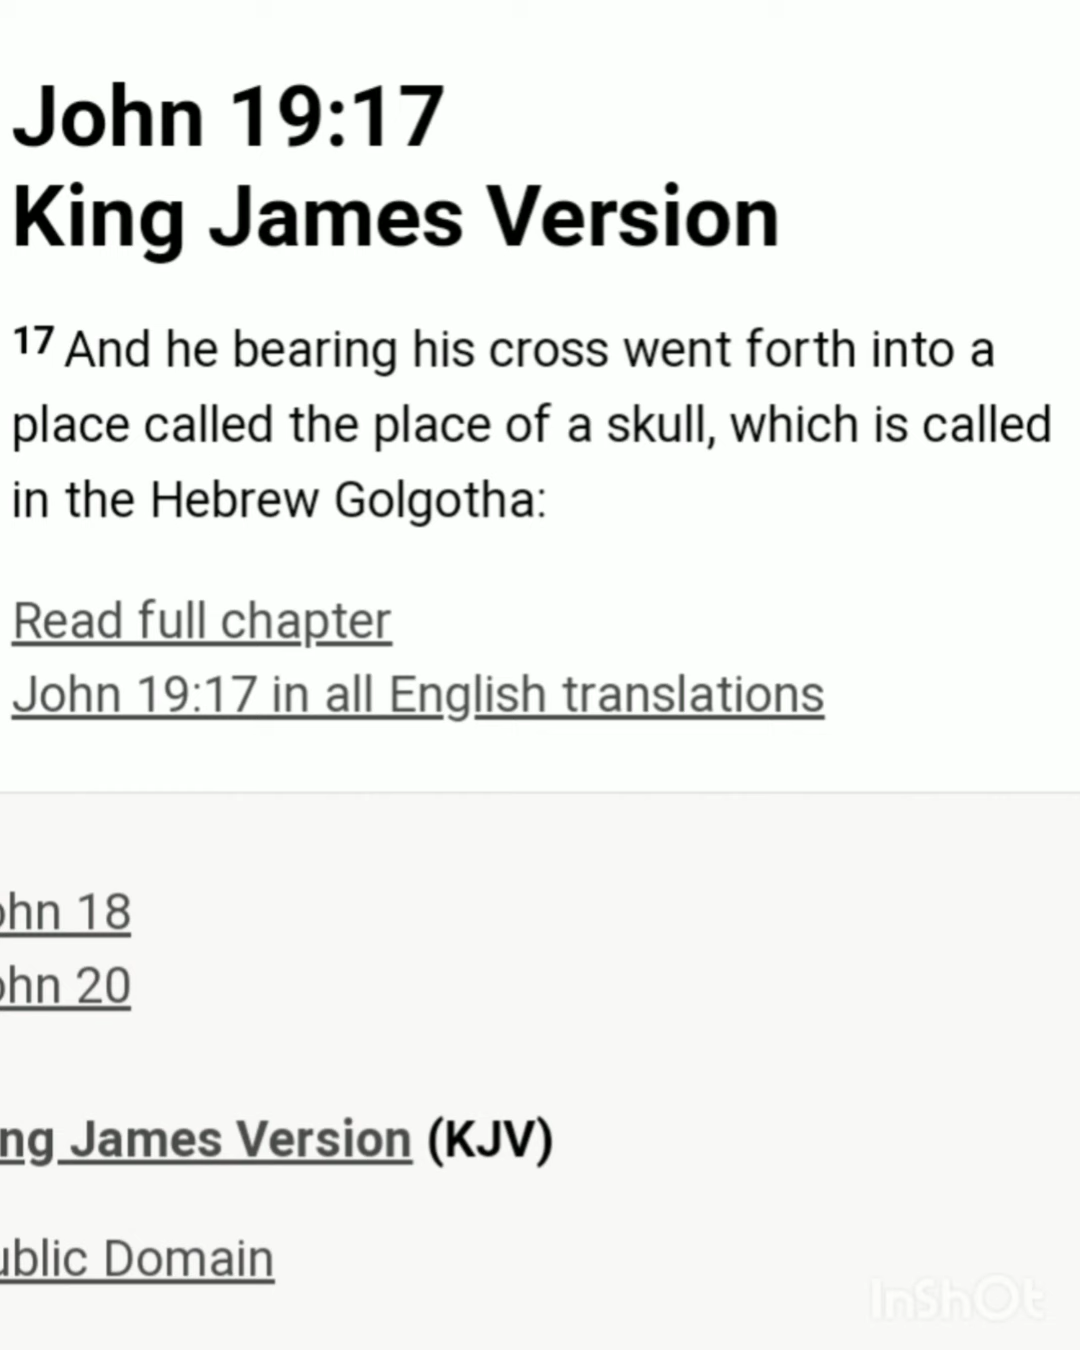 John 19:17
King James Version
17 And he bearing his cross went forth into a
place called the place of a skull, which is called
in the Hebrew Golgotha:
Read full chapter
John 19:17 in all English translations
ohn 18
ohn 20
ng James Version (KJV)
ublic Domain
InShOt